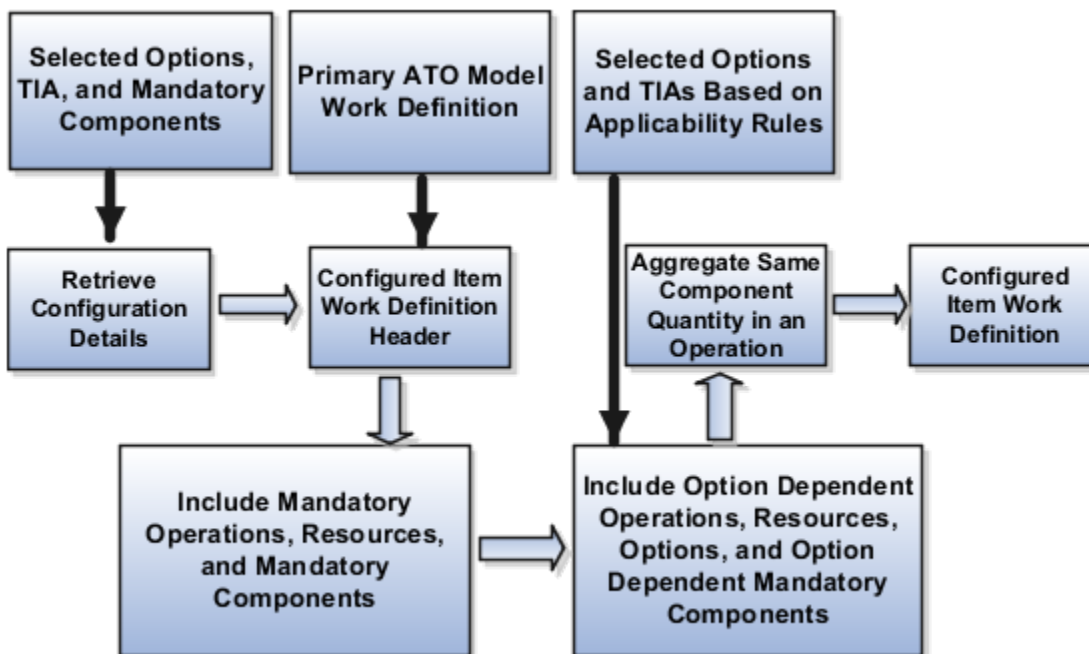 Selected Options,
TIA, and Mandatory
Components
Primary ATO Model
Work Definition
Selected Options
and TIAs Based on
Applicability Rules
Retrieve
Configuration
Details
Configured Item
Work Definition
Header
Aggregate Same
Component
Quantity in an
Operation
Configured
Item Work
Definition
Include Mandatory
Operations, Resources,
and Mandatory
Components
Include Option Dependent
Operations, Resources,
Options, and Option
Dependent Mandatory
Components